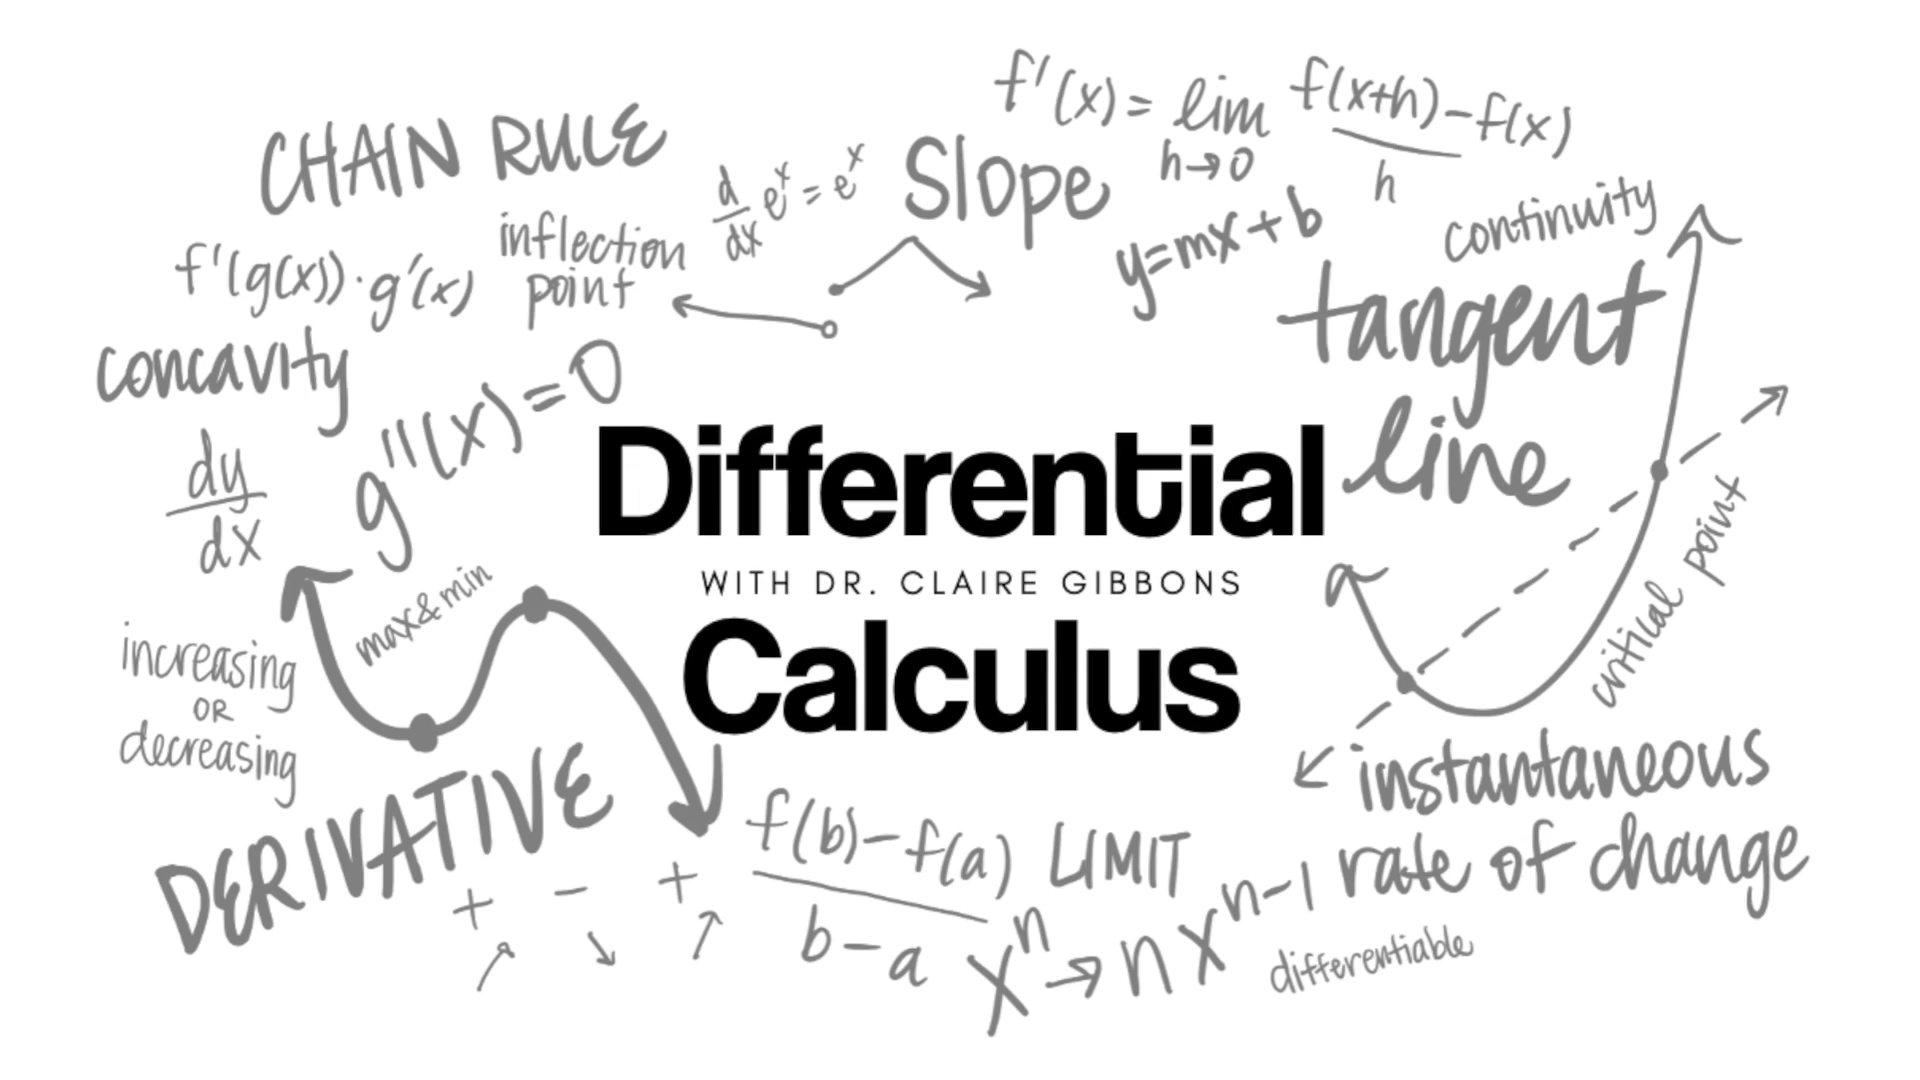 f'(x) = lim f(x+h)-f(x)
h→0 h
CHAIN RULE
d/dx e^x = e^x
Slope
y=mx+b
continuity
inflection
point
f'(g(x))·g'(x)
tangent
line
concavity
g''(x)=0
dy
dx
Differential
WITH DR. CLAIRE GIBBONS
Calculus
max&min
critical point
increasing
OR
decreasing
instantaneous
rate of change
DERIVATIVE
+ - +
f(b)-f(a)
b-a
LIMIT
x^n → nx^n-1
differentiable